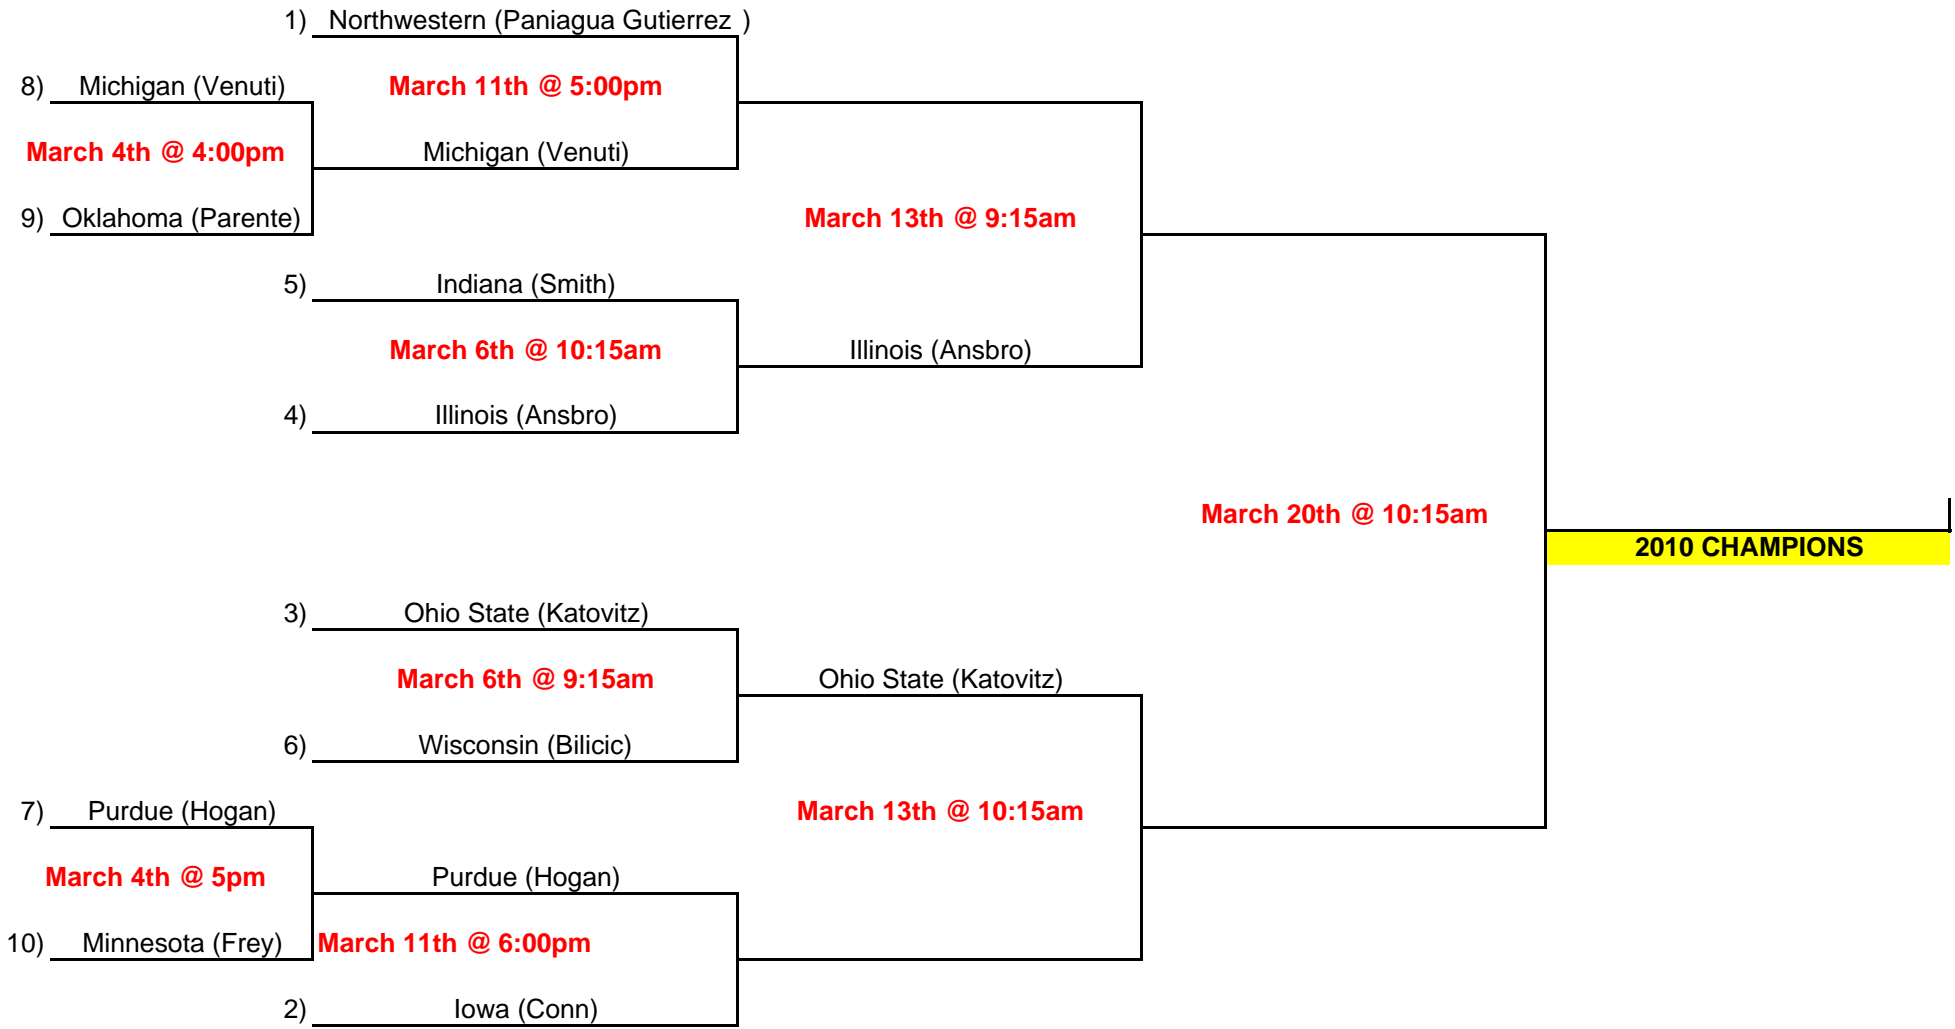 1) Northwestern (Paniagua Gutierrez )
8) Michigan (Venuti)
March 11th @ 5:00pm
March 4th @ 4:00pm
Michigan (Venuti)
9) Oklahoma (Parente)
March 13th @ 9:15am
5) Indiana (Smith)
March 6th @ 10:15am
Illinois (Ansbro)
4) Illinois (Ansbro)
March 20th @ 10:15am
2010 CHAMPIONS
3) Ohio State (Katovitz)
March 6th @ 9:15am
Ohio State (Katovitz)
6) Wisconsin (Bilicic)
7) Purdue (Hogan)
March 13th @ 10:15am
March 4th @ 5pm
Purdue (Hogan)
10) Minnesota (Frey)
March 11th @ 6:00pm
2) Iowa (Conn)